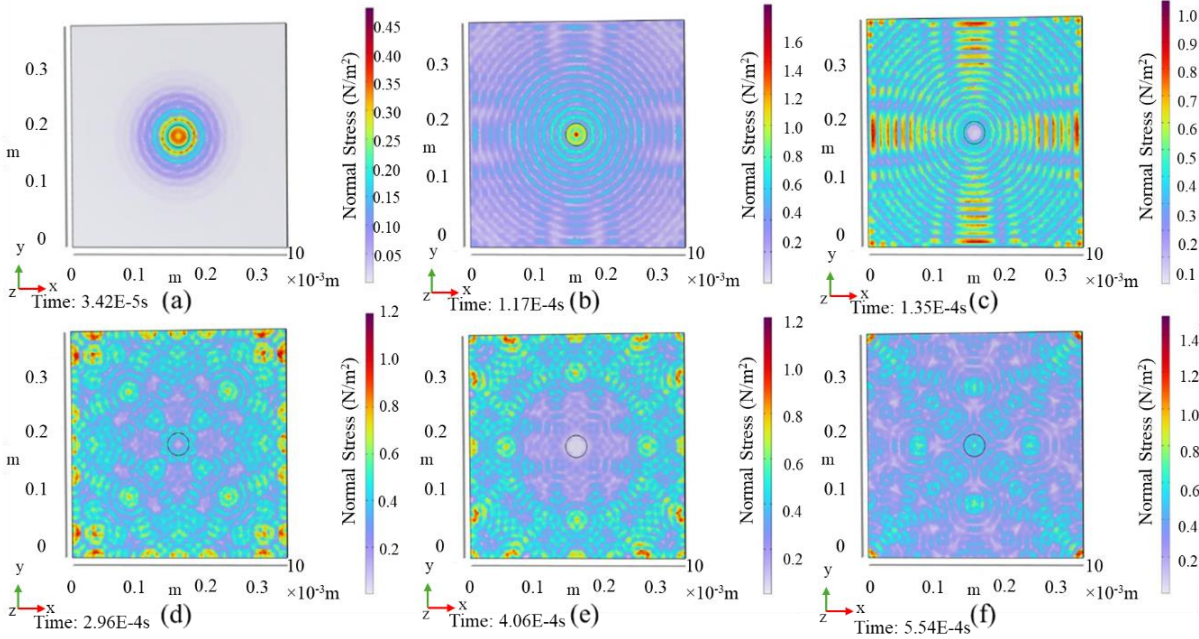 0.3
0.2
m
0.1
0
0
0.1
m
0.2
0.3
10
×10⁻³m
y
z
x
Time: 3.42E-5s
(a)
Normal Stress (N/m²)
0.45
0.40
0.35
0.30
0.25
0.20
0.15
0.10
0.05
0.3
0.2
m
0.1
0
0
0.1
m
0.2
0.3
10
×10⁻³m
y
z
x
Time: 1.17E-4s
(b)
Normal Stress (N/m²)
1.6
1.4
1.2
1.0
0.8
0.6
0.4
0.2
0.3
0.2
m
0.1
0
0
0.1
m
0.2
0.3
10
×10⁻³m
y
z
x
Time: 1.35E-4s
(c)
Normal Stress (N/m²)
1.0
0.9
0.8
0.7
0.6
0.5
0.4
0.3
0.2
0.1
0.3
0.2
m
0.1
0
0
0.1
m
0.2
0.3
10
×10⁻³m
y
z
x
Time: 2.96E-4s
(d)
Normal Stress (N/m²)
1.2
1.0
0.8
0.6
0.4
0.2
0.3
0.2
m
0.1
0
0
0.1
m
0.2
0.3
10
×10⁻³m
y
z
x
Time: 4.06E-4s
(e)
Normal Stress (N/m²)
1.2
1.0
0.8
0.6
0.4
0.2
0.3
0.2
m
0.1
0
0
0.1
m
0.2
0.3
10
×10⁻³m
y
z
x
Time: 5.54E-4s
(f)
Normal Stress (N/m²)
1.4
1.2
1.0
0.8
0.6
0.4
0.2